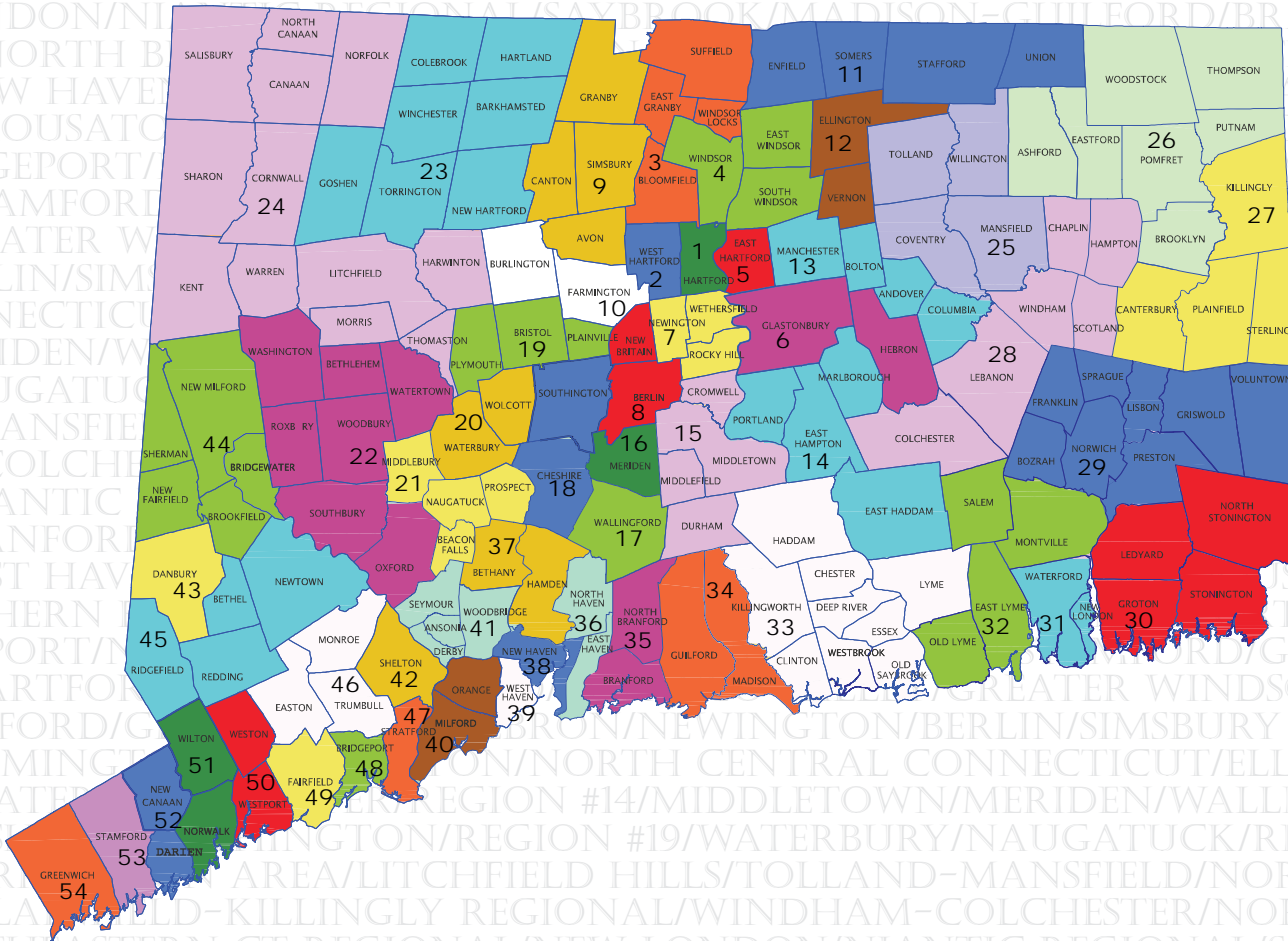 NORTH
CANAAN
SALISBURY
NORFOLK
COLEBROOK
HARTLAND
SUFFIELD
ENFIELD
SOMERS
11
STAFFORD
UNION
WOODSTOCK
THOMPSON
CANAAN
WINCHESTER
BARKHAMSTED
GRANBY
EAST
GRANBY
WINDSOR
LOCKS
ELLINGTON
12
EAST
WINDSOR
TOLLAND
WILLINGTON
ASHFORD
EASTFORD
26
POMFRET
PUTNAM
SHARON
CORNWALL
24
GOSHEN
23
TORRINGTON
NEW HARTFORD
CANTON
SIMSBURY
9
3
BLOOMFIELD
WINDSOR
4
SOUTH
WINDSOR
VERNON
KILLINGLY
27
AVON
WEST
HARTFORD
2
1
HARTFORD
EAST
HARTFORD
5
MANCHESTER
13
BOLTON
COVENTRY
MANSFIELD
25
CHAPLIN
HAMPTON
BROOKLYN
KENT
WARREN
LITCHFIELD
HARWINTON
BURLINGTON
FARMINGTON
10
ANDOVER
COLUMBIA
WINDHAM
SCOTLAND
CANTERBURY
PLAINFIELD
STERLING
MORRIS
THOMASTON
PLYMOUTH
BRISTOL
19
PLAINVILLE
NEW
BRITAIN
NEWINGTON
7
WETHERSFIELD
ROCKY HILL
GLASTONBURY
6
HEBRON
28
LEBANON
WASHINGTON
BETHLEHEM
WATERTOWN
NEW MILFORD
20
WOLCOTT
SOUTHINGTON
BERLIN
8
CROMWELL
MARLBOROUGH
SPRAGUE
FRANKLIN
LISBON
GRISWOLD
VOLUNTOWN
ROXB RY
WOODBURY
22
WATERBURY
16
MERIDEN
15
PORTLAND
EAST
HAMPTON
14
COLCHESTER
SHERMAN
44
BRIDGEWATER
MIDDLEBURY
21
CHESHIRE
18
MIDDLETOWN
MIDDLEFIELD
BOZRAH
NORWICH
29
PRESTON
NEW
FAIRFIELD
BROOKFIELD
SOUTHBURY
NAUGATUCK
PROSPECT
WALLINGFORD
17
DURHAM
HADDAM
EAST HADDAM
SALEM
MONTVILLE
NORTH
STONINGTON
DANBURY
43
BETHEL
NEWTOWN
OXFORD
BEACON
FALLS
37
BETHANY
HAMDEN
NORTH
HAVEN
36
34
CHESTER
LYME
WATERFORD
LEDYARD
SEYMOUR
ANSONIA
DERBY
WOODBRIDGE
41
NORTH
BRANFORD
35
KILLINGWORTH
33
DEEP RIVER
ESSEX
EAST LYME
32
31
NEW
LONDON
GROTON
30
STONINGTON
45
RIDGEFIELD
REDDING
MONROE
46
TRUMBULL
SHELTON
42
NEW HAVEN
38
EAST
HAVEN
GUILFORD
MADISON
CLINTON
WESTBROOK
OLD
SAYBROOK
OLD LYME
EASTON
ORANGE
WEST
HAVEN
39
BRANFORD
WILTON
51
WESTON
47
STRATFORD
MILFORD
40
BRIDGEPORT
48
FAIRFIELD
49
50
WESTPORT
NEW
CANAAN
52
NORWALK
STAMFORD
53
DARIEN
GREENWICH
54